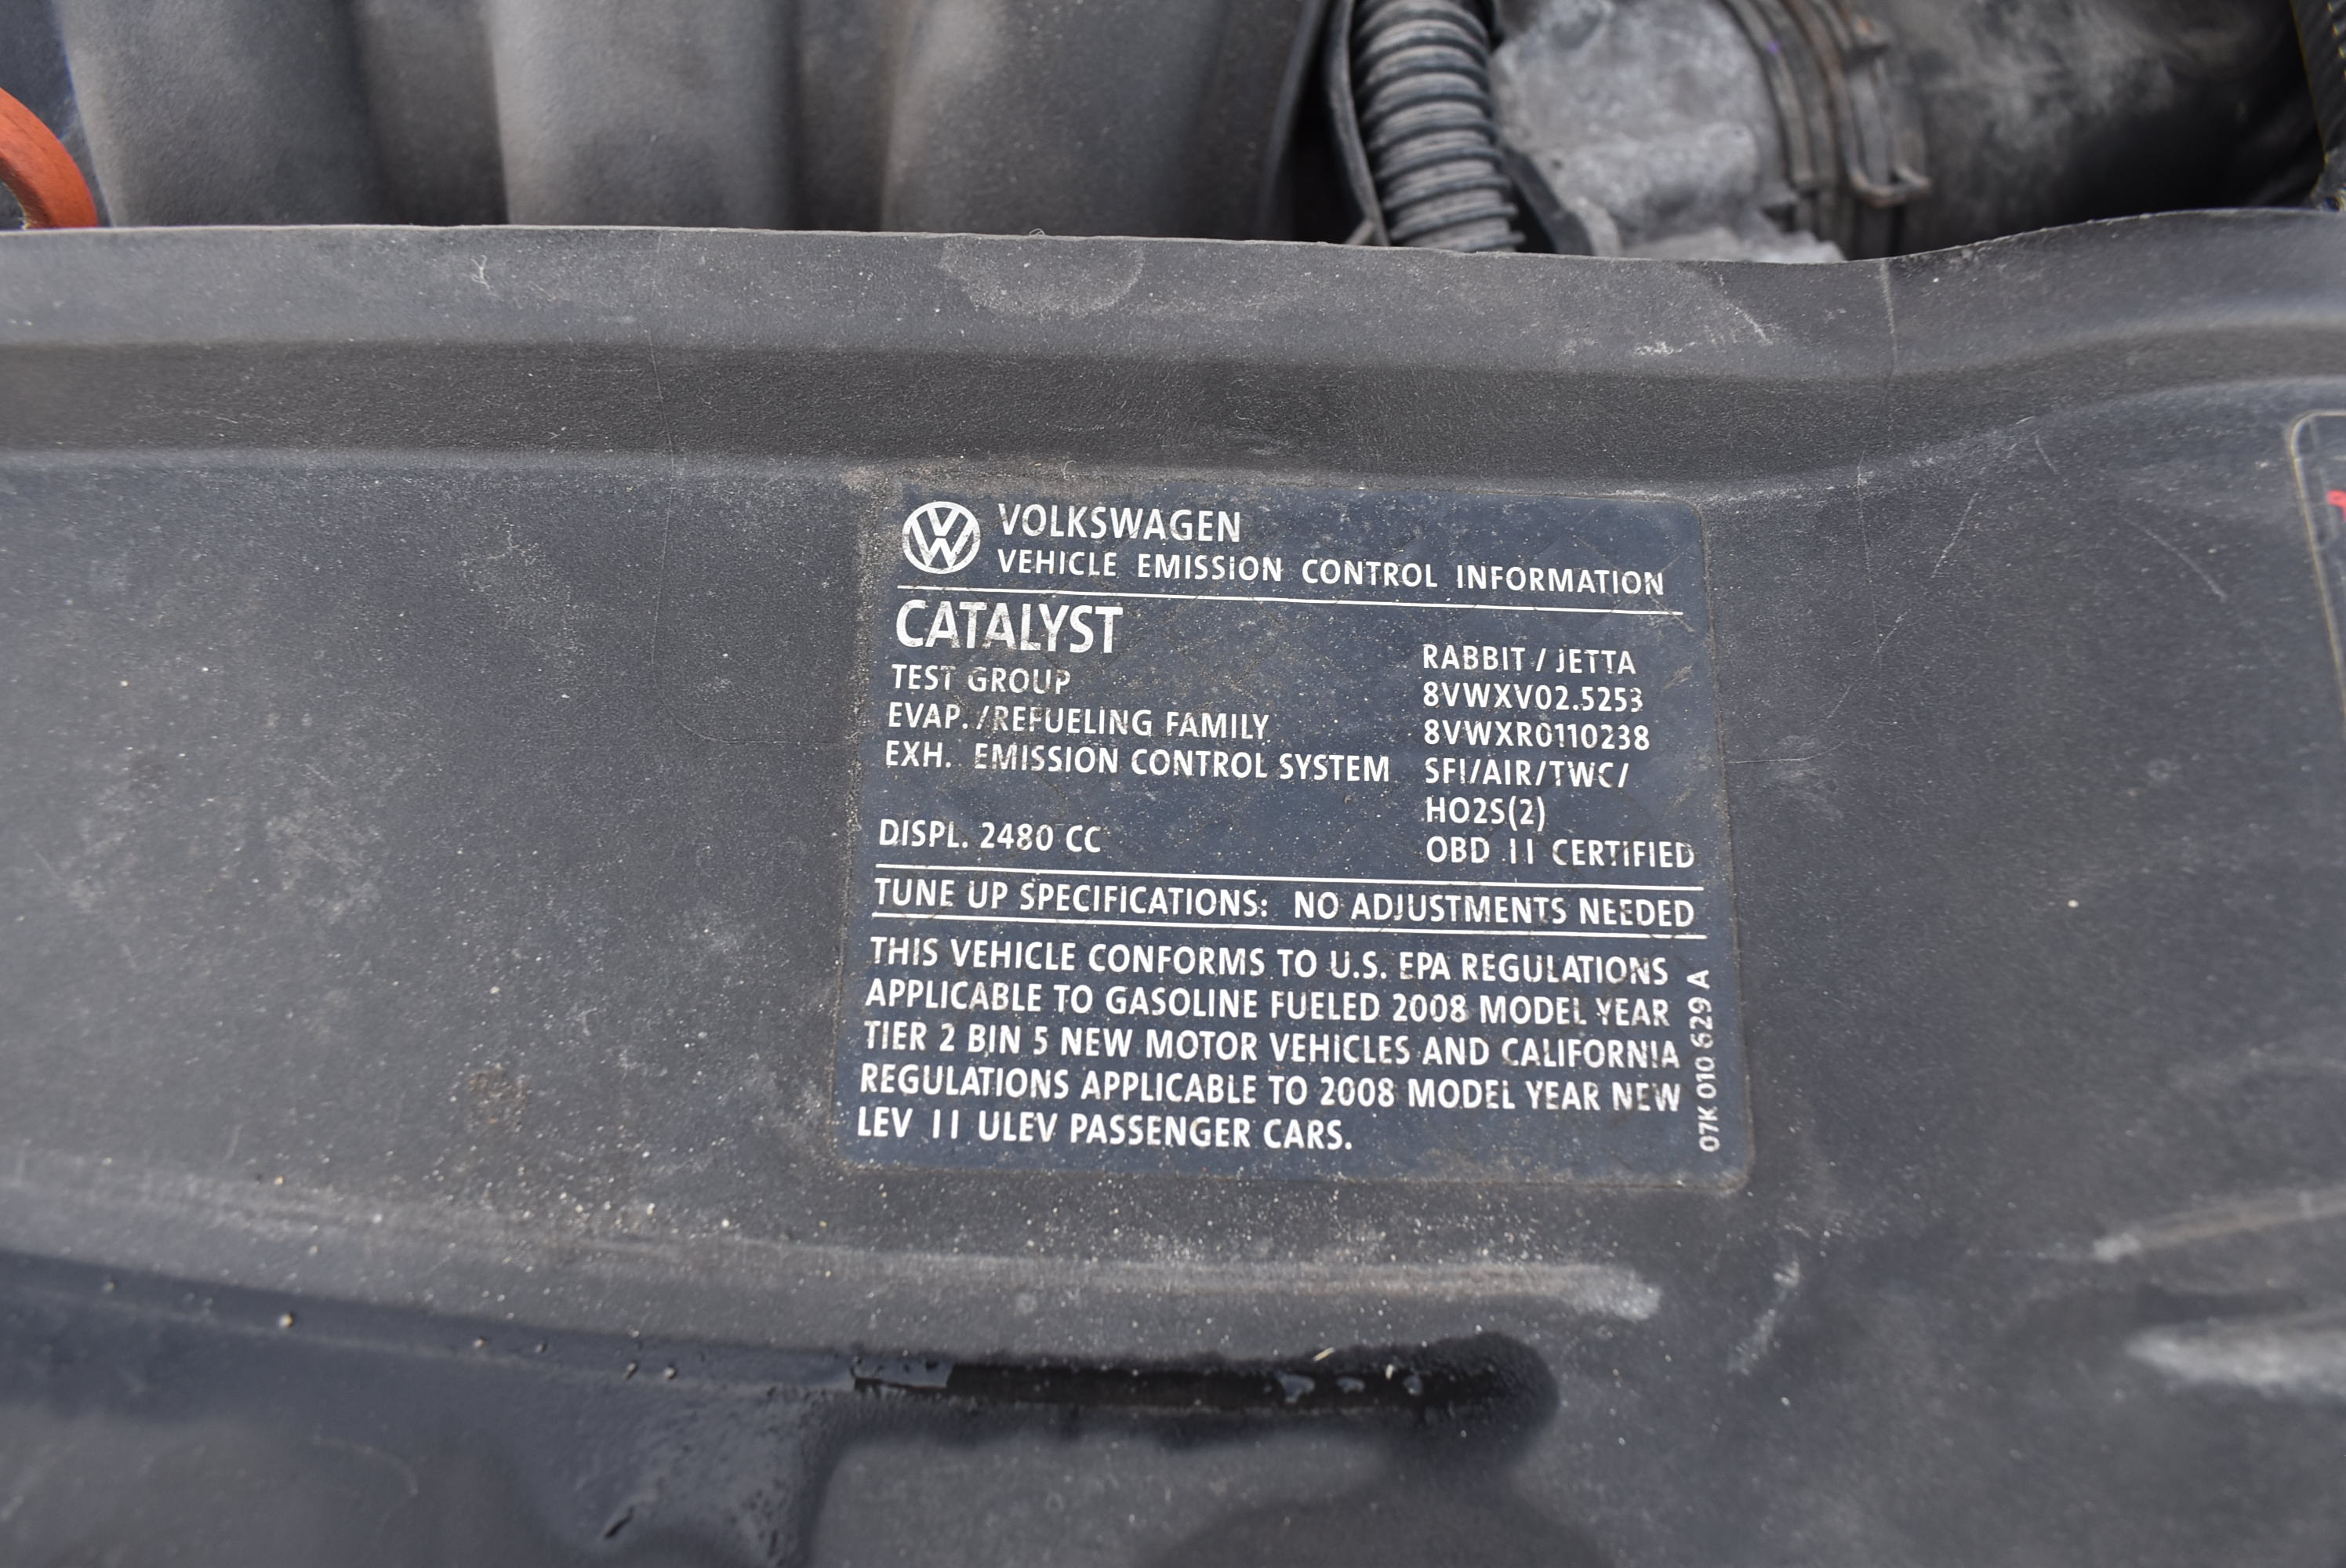 VOLKSWAGEN
VEHICLE EMISSION CONTROL INFORMATION
CATALYST
RABBIT / JETTA
TEST GROUP 8VWXV02.5253
EVAP./REFUELING FAMILY 8VWXR0110238
EXH. EMISSION CONTROL SYSTEM SFI/AIR/TWC/
HO2S(2)
DISPL. 2480 CC OBD II CERTIFIED
TUNE UP SPECIFICATIONS: NO ADJUSTMENTS NEEDED
THIS VEHICLE CONFORMS TO U.S. EPA REGULATIONS
APPLICABLE TO GASOLINE FUELED 2008 MODEL YEAR
TIER 2 BIN 5 NEW MOTOR VEHICLES AND CALIFORNIA
REGULATIONS APPLICABLE TO 2008 MODEL YEAR NEW
LEV II ULEV PASSENGER CARS.
07K 010 629 A